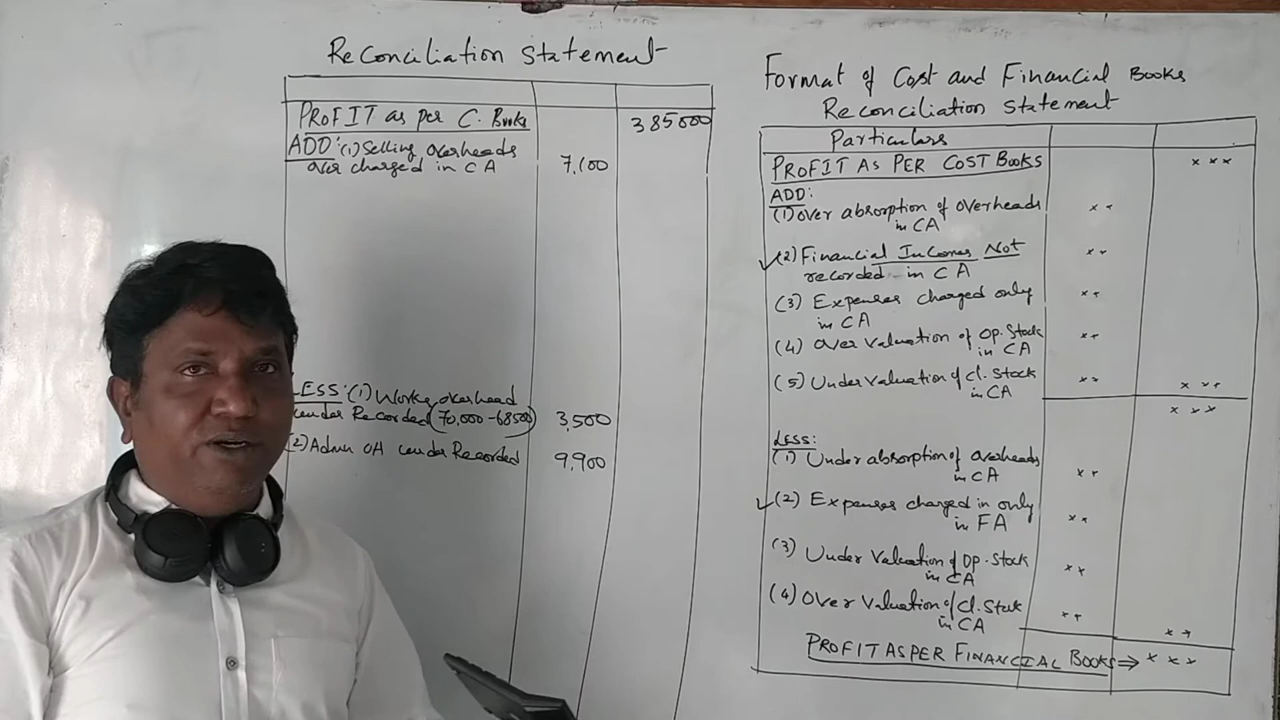 Reconciliation Statement
PROFIT as per C. Books 385000
ADD: (1) Selling overheads
over charged in CA 7,100
LESS: (1) Works overhead
under Recorded (70,000-68500) 3,500
(2) Admn OH under Recorded 9,900
Format of Cost and Financial Books
Reconciliation Statement
Particulars
PROFIT AS PER COST BOOKS x x x
ADD:
(1) Over absorption of overheads x x
in CA
(2) Financial Incomes Not x x
recorded in CA
(3) Expenses charged only x x
in CA
(4) Over Valuation of Op. Stock x x
in CA
(5) Undervaluation of Cl. Stock x x x x x
in CA
x x x
LESS:
(1) Under absorption of overheads x x
in CA
(2) Expenses charged in only x x
in FA
(3) Under Valuation of Op. Stock x x
in CA
(4) Over Valuation of Cl. Stock x x
in CA x x
PROFIT AS PER FINANCIAL BOOKS ⇒ x x x